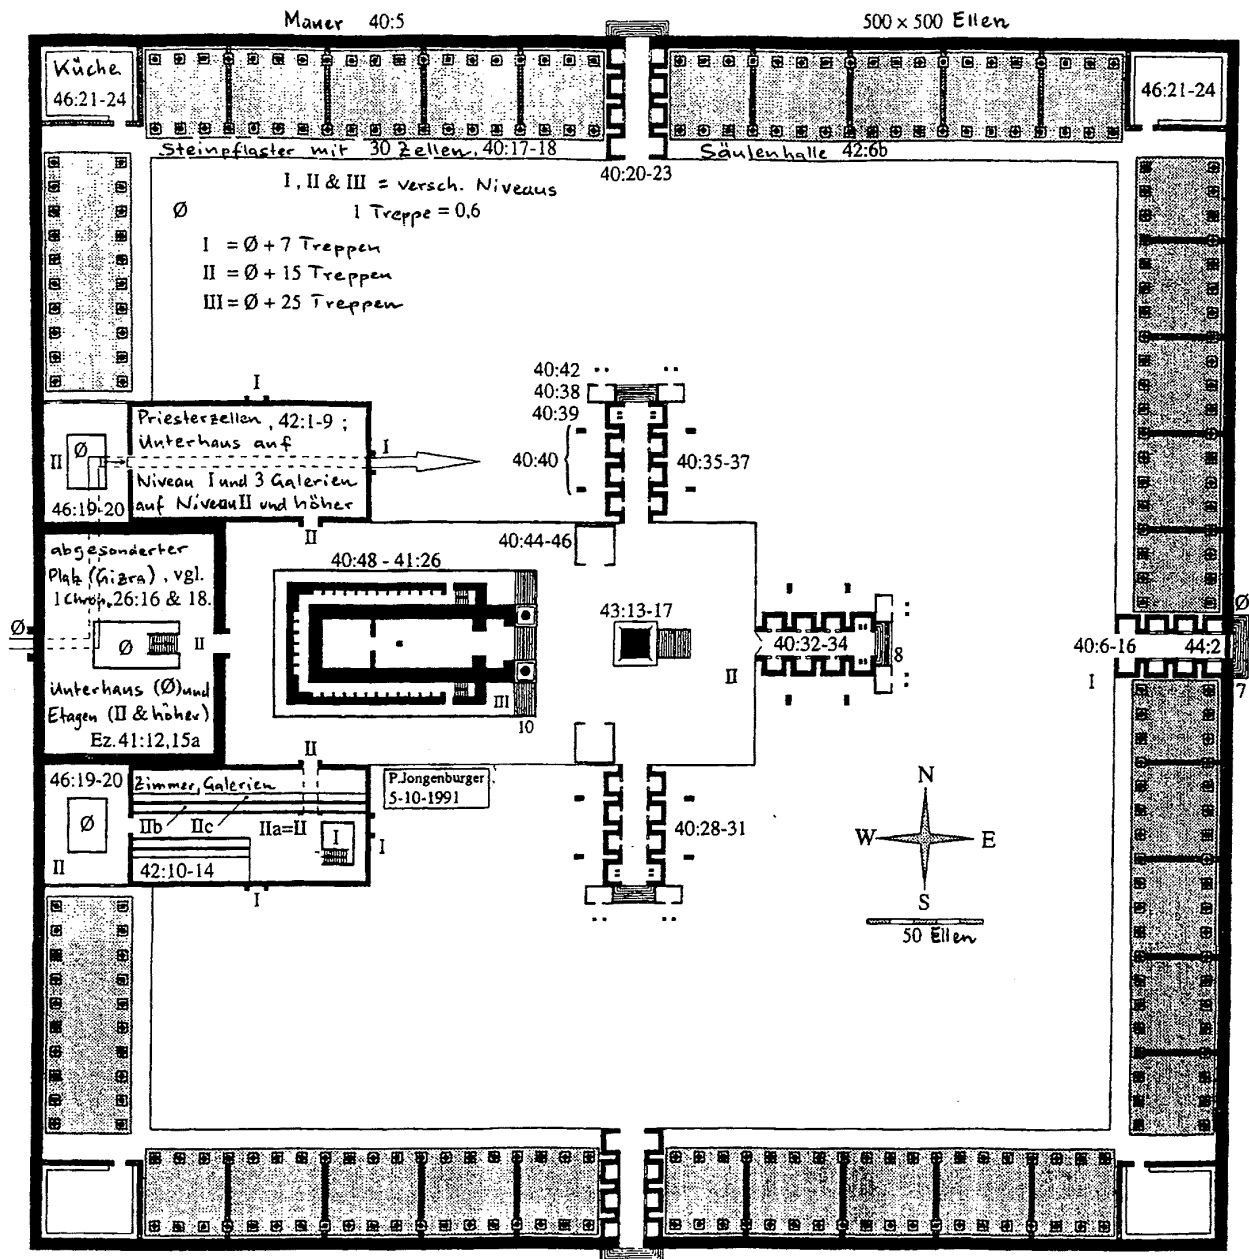 Mauer 40:5
500 x 500 Ellen
Küche
46:21-24
46:21-24
Steinpflaster mit 30 Zellen, 40:17-18
Säulenhalle 42:6b
40:20-23
I, II & III = versch. Niveaus
Ø
1 Treppe = 0,6
I = Ø + 7 Treppen
II = Ø + 15 Treppen
III = Ø + 25 Treppen
40:42
40:38
40:39
40:40
40:35-37
I
Priesterzellen, 42:1-9;
Unterhaus auf
Niveau I und 3 Galerien
auf Niveau II und höher
I
II
Ø
46:19-20
II
40:44-46
40:48 - 41:26
abgesonderter
Platz (Gizra), vgl.
1 Chron. 26:16 & 18.
Ø
Ø
II
Unterhaus (Ø) und
Etagen (II & höher)
Ez. 41:12,15a
43:13-17
40:32-34
8
II
III
10
40:6-16
44:2
Ø
I
7
46:19-20
Zimmer, Galerien
II
P.Jongenburger
5-10-1991
Ø
IIb
IIc
IIa=II
I
I
II
42:10-14
I
40:28-31
N
W
E
S
50 Ellen